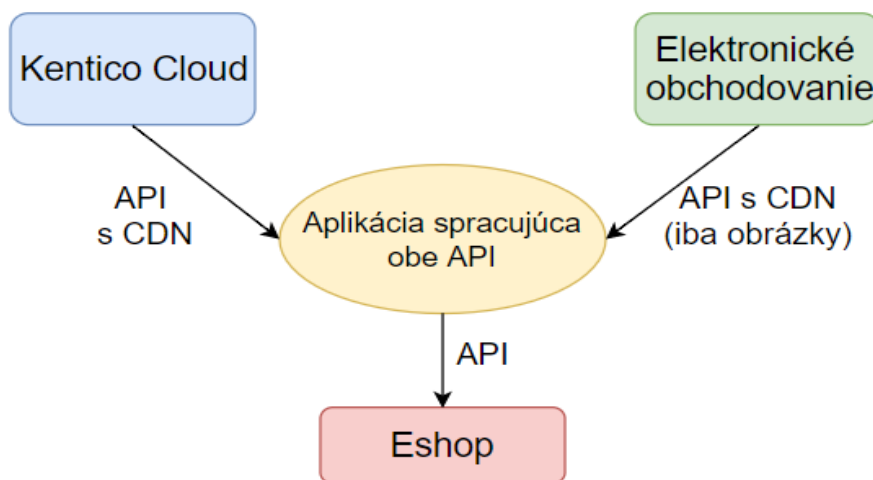 Kentico Cloud
Elektronické
obchodovanie
API
s CDN
API s CDN
(iba obrázky)
Aplikácia spracujúca
obe API
API
Eshop